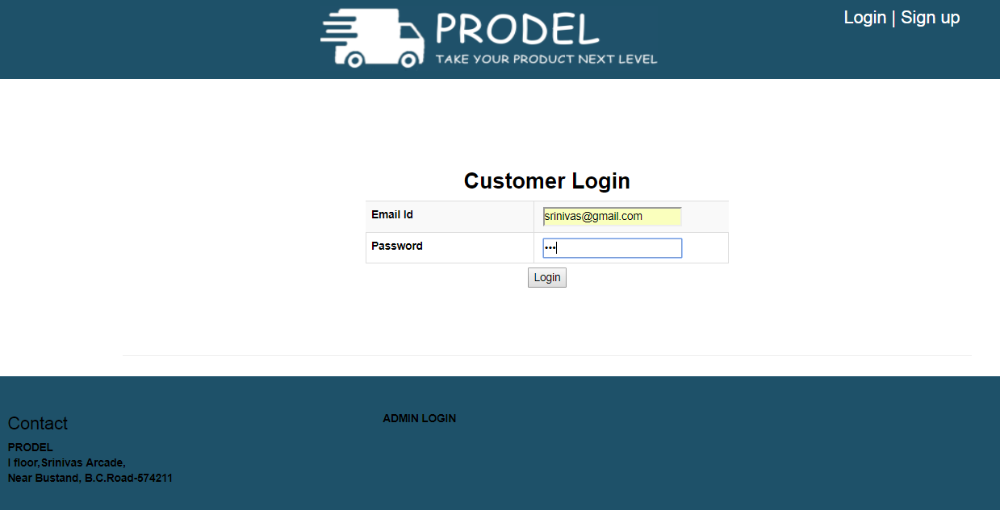 PRODEL
TAKE YOUR PRODUCT NEXT LEVEL
Login | Sign up
Customer Login
Email Id
srinivas@gmail.com
Password
•••
Login
Contact
ADMIN LOGIN
PRODEL
I floor,Srinivas Arcade,
Near Bustand, B.C.Road-574211